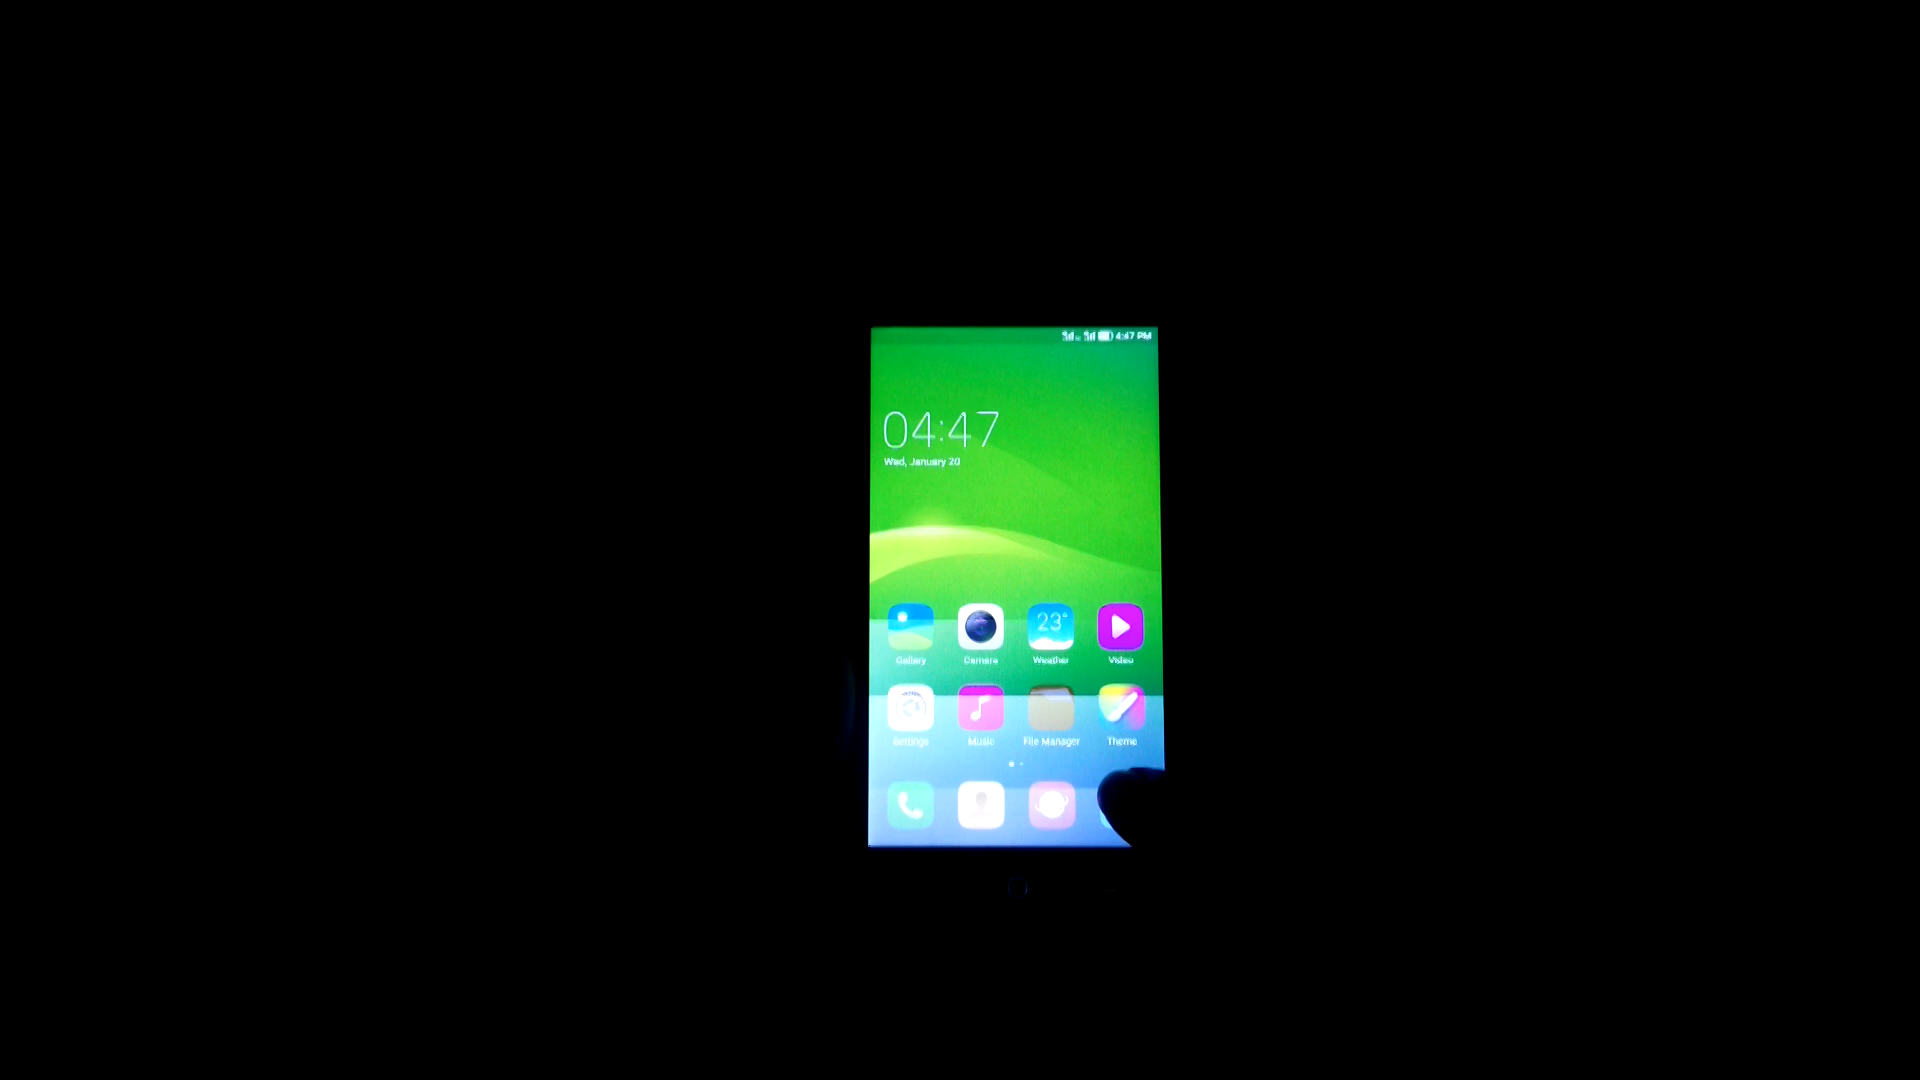 4:47 PM
04:47
Wed, January 20
23°
Gallery Camera Weather Video
Settings Music File Manager Theme